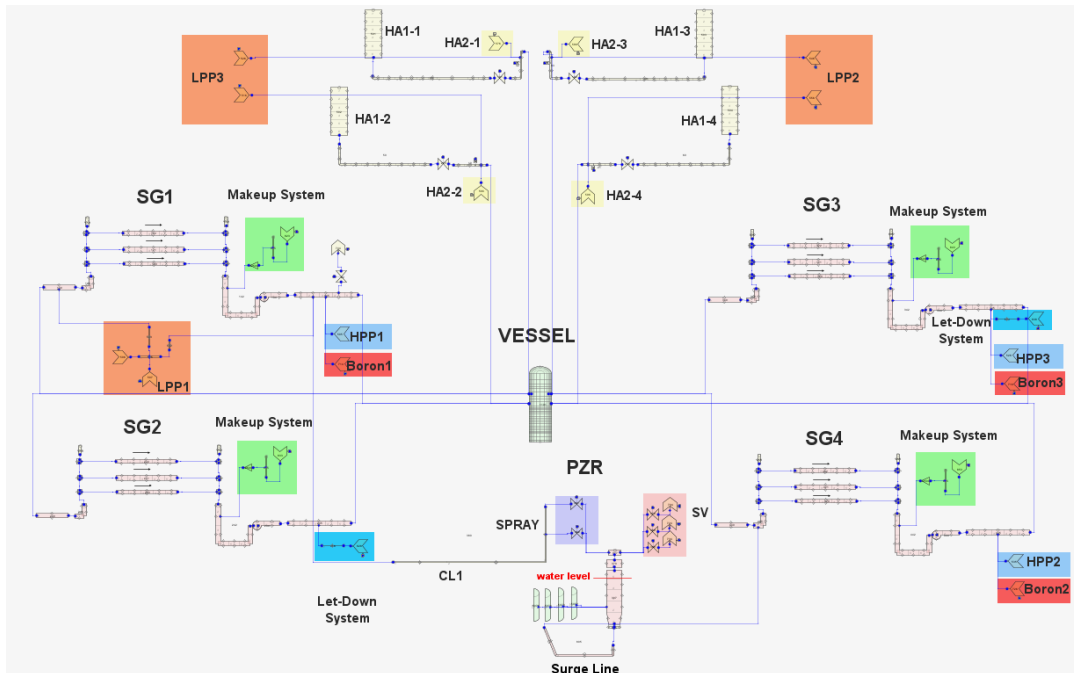 HA1-1
HA2-1
HA2-3
HA1-3
LPP3
LPP2
HA1-2
HA1-4
HA2-2
HA2-4
SG1
Makeup System
SG3
Makeup System
VESSEL
HPP1
Boron1
LPP1
Let-Down
System
HPP3
Boron3
SG2
Makeup System
SG4
Makeup System
PZR
SPRAY
SV
CL1
water level
HPP2
Boron2
Let-Down
System
Surge Line